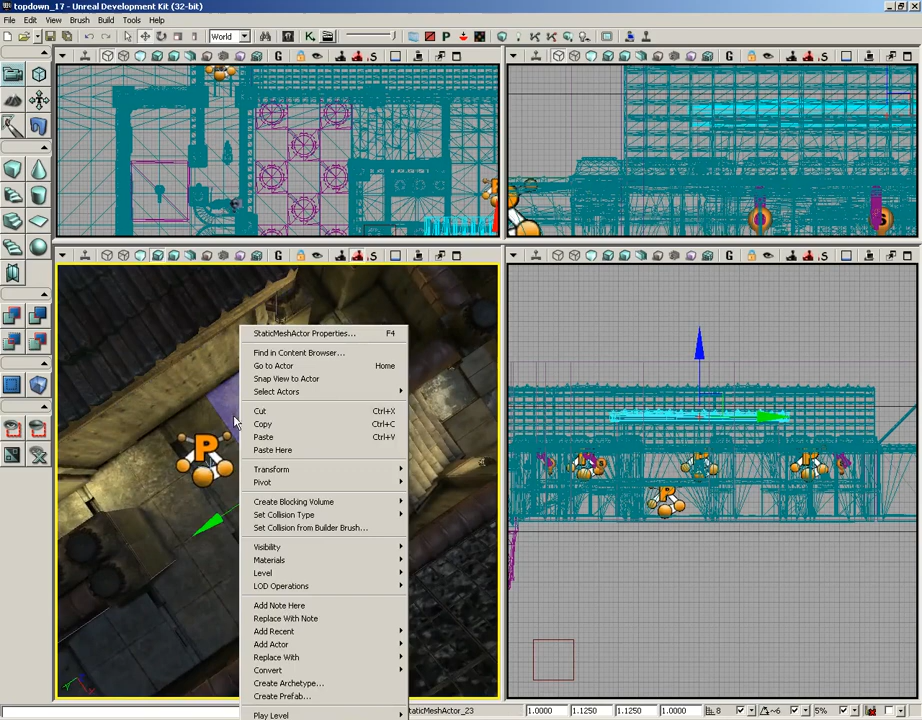 topdown_17 - Unreal Development Kit (32-bit)
File Edit View Brush Build Tools Help
World
G
G
G
G
StaticMeshActor Properties... F4
Find in Content Browser...
Go to Actor Home
Snap View to Actor
Select Actors
Cut Ctrl+X
Copy Ctrl+C
Paste Ctrl+V
Paste Here
Transform
Pivot
Create Blocking Volume
Set Collision Type
Set Collision from Builder Brush...
Visibility
Materials
Level
LOD Operations
Add Note Here
Replace With Note
Add Recent
Add Actor
Replace With
Convert
Create Archetype...
Create Prefab...
Play Level
taticMeshActor_23 1.0000 1.1250 1.1250 1.0000 8 ~6 5%